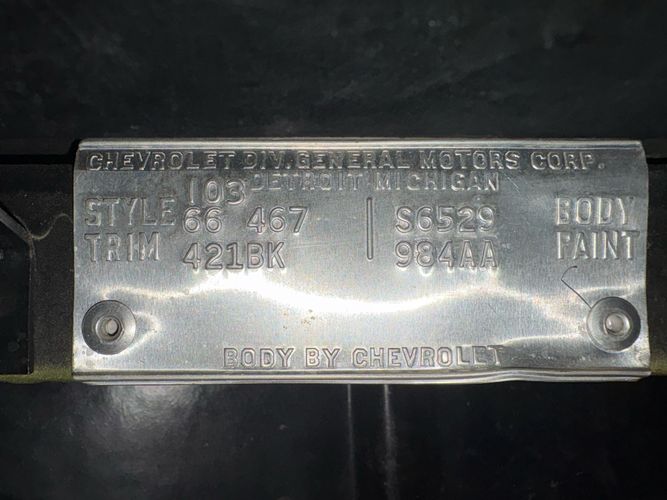 CHEVROLET DIV. GENERAL MOTORS CORP.
103 DETROIT MICHIGAN
STYLE 66 467 S6529 BODY
TRIM 421BK 984AA PAINT
BODY BY CHEVROLET